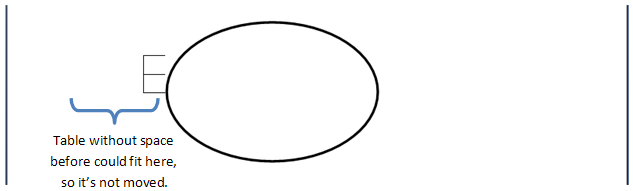 Table without space
before could fit here,
so it's not moved.